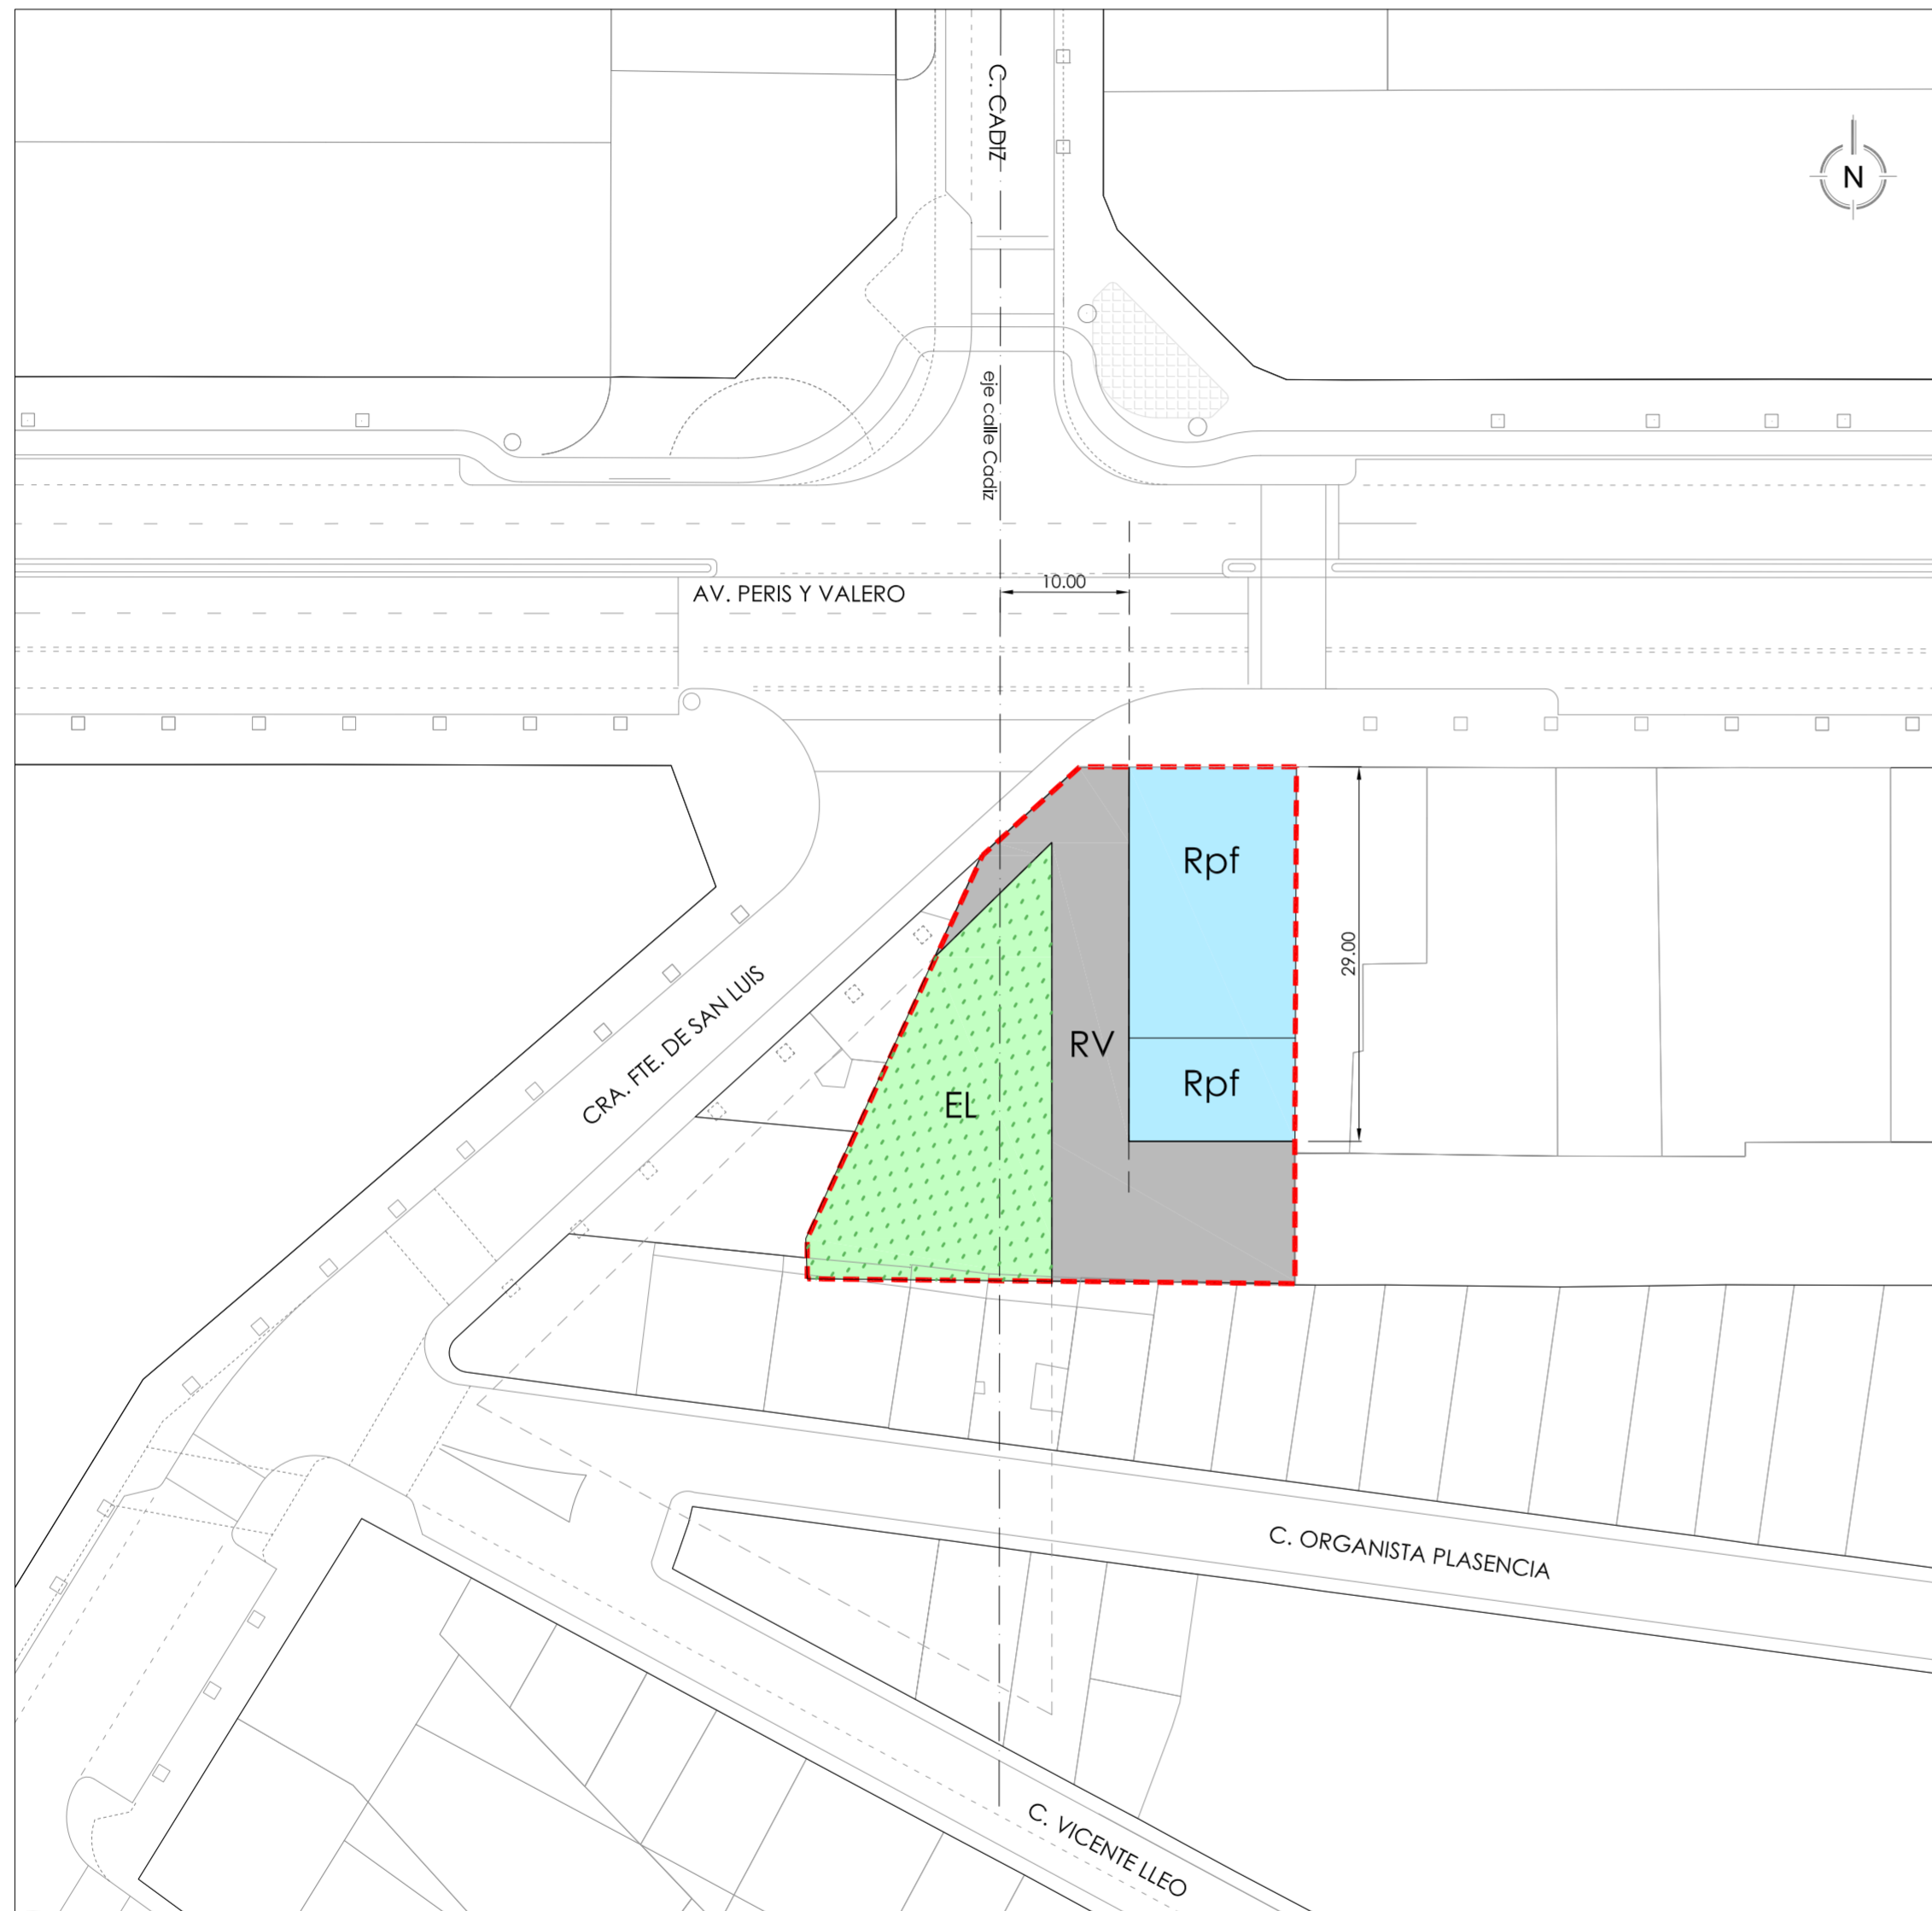 C. CADIZ
N
eje calle Cadiz
10.00
AV. PERIS Y VALERO
Rpf
29.00
CRA. FTE. DE SAN LUIS
RV
Rpf
EL
C. ORGANISTA PLASENCIA
C. VICENTE LLEO